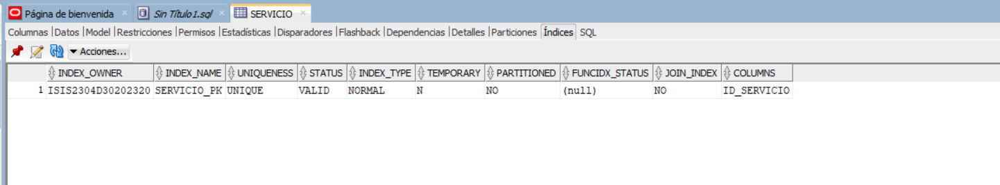 Página de bienvenida Sin Título1.sql SERVICIO
Columnas |Datos |Model |Restricciones |Permisos |Estadísticas |Disparadores |Flashback |Dependencias |Detalles |Particiones |Índices SQL
Acciones...
INDEX_OWNER INDEX_NAME UNIQUENESS STATUS INDEX_TYPE TEMPORARY PARTITIONED FUNCIDX_STATUS JOIN_INDEX COLUMNS
1 ISIS2304D30202320 SERVICIO_PK UNIQUE VALID NORMAL N NO (null) NO ID_SERVICIO